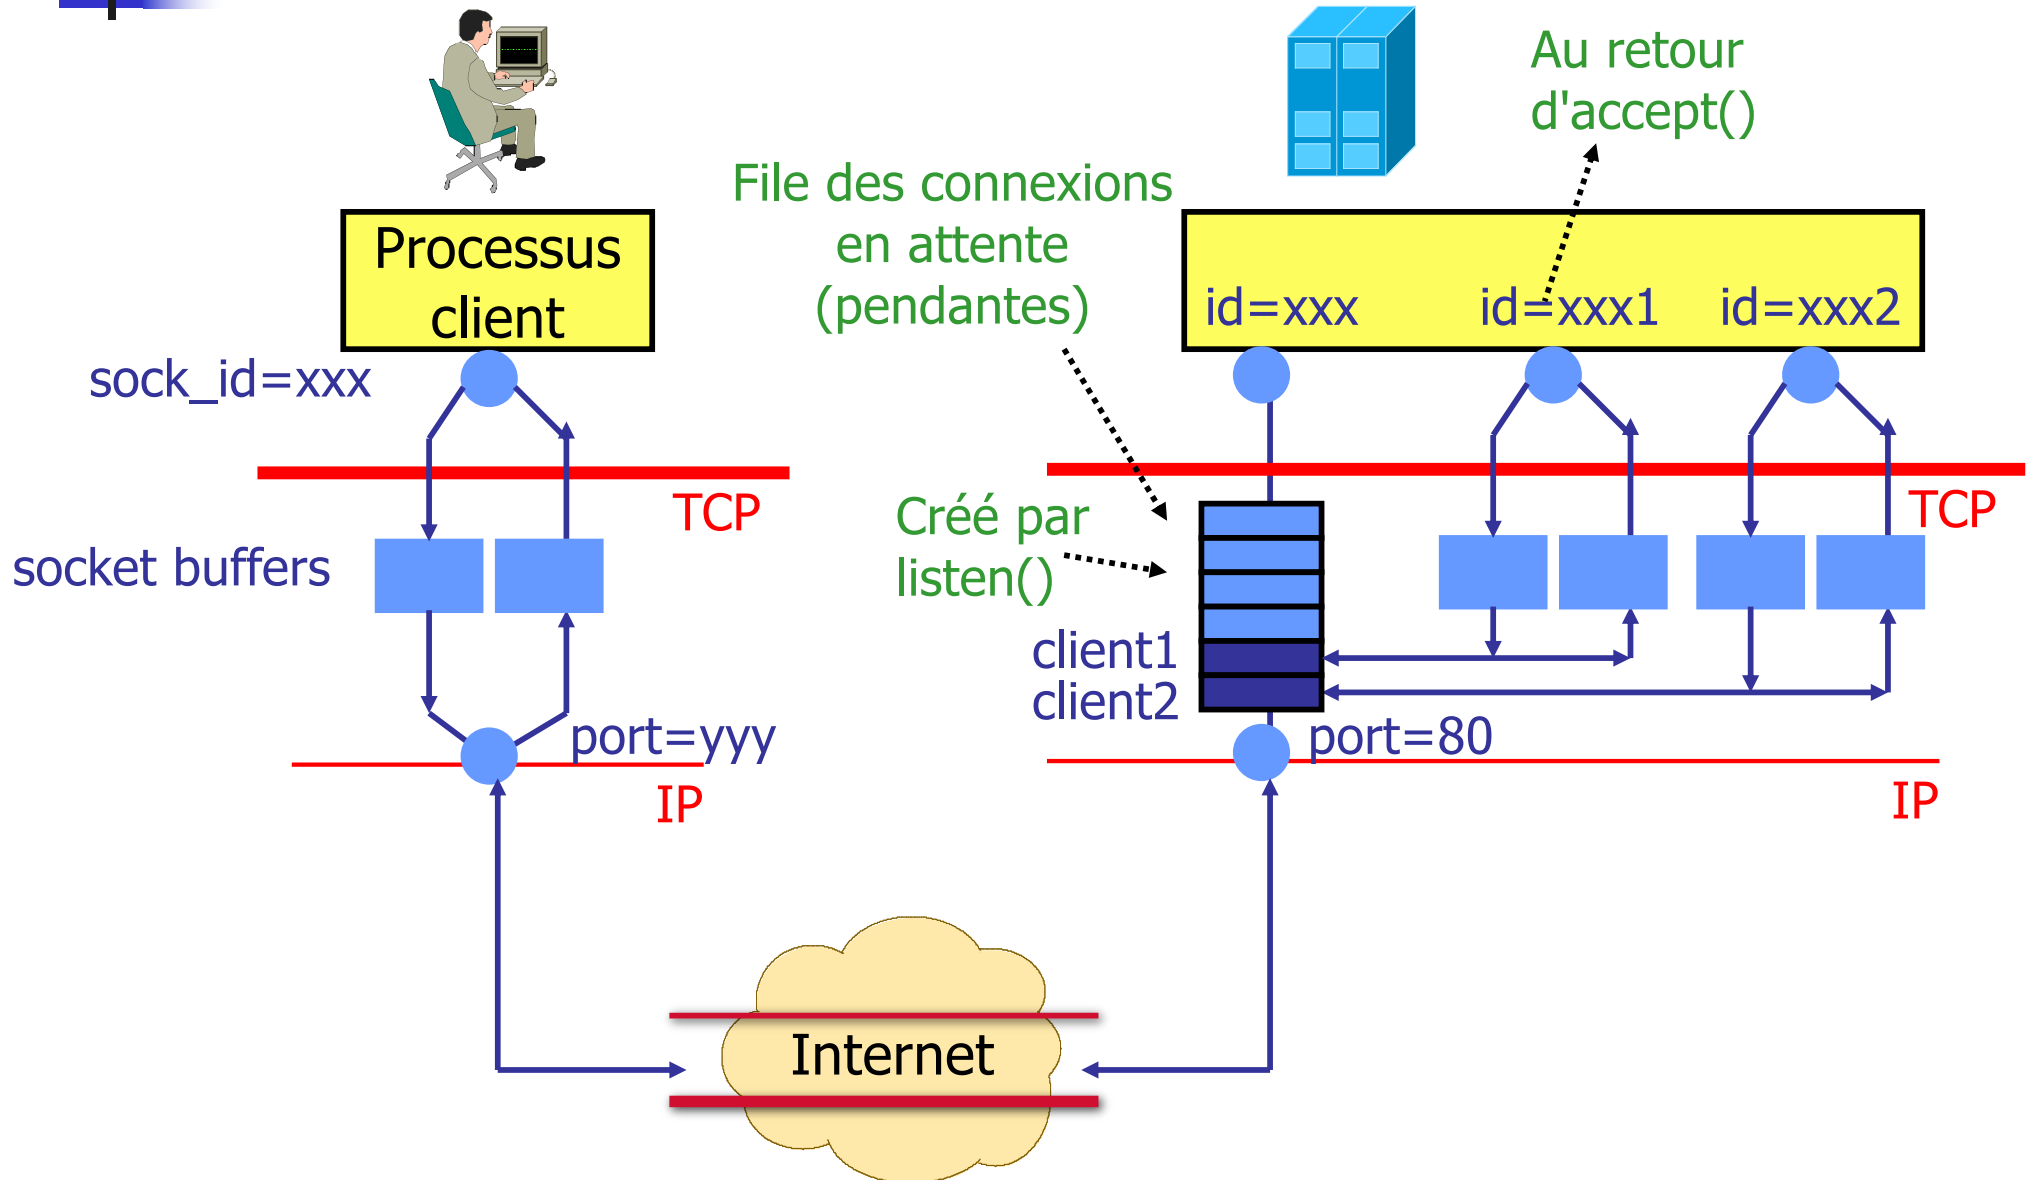 Au retour
d'accept()
File des connexions
en attente
(pendantes)
Processus
client
id=xxx
id=xxx1
id=xxx2
sock_id=xxx
TCP
TCP
Créé par
listen()
socket buffers
client1
client2
port=yyy
port=80
IP
IP
Internet